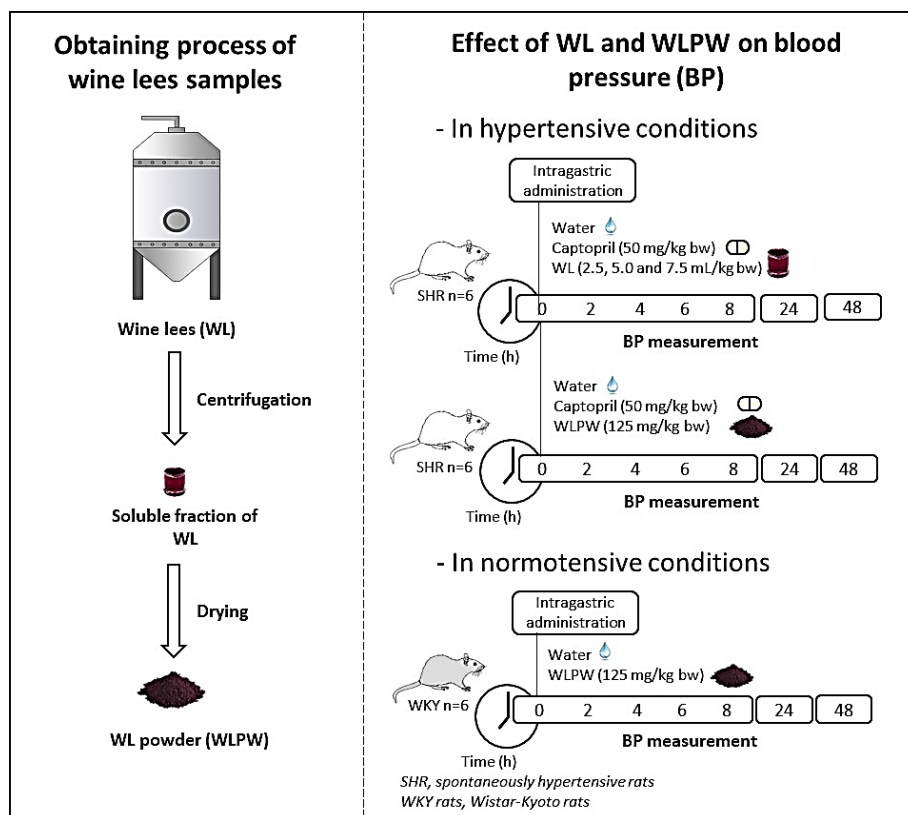 Obtaining process of
wine lees samples
Wine lees (WL)
Centrifugation
Soluble fraction of
WL
Drying
WL powder (WLPW)
Effect of WL and WLPW on blood
pressure (BP)
- In hypertensive conditions
Intragastric
administration
Water
Captopril (50 mg/kg bw)
WL (2.5, 5.0 and 7.5 mL/kg bw)
SHR n=6
0 2 4 6 8 24 48
Time (h)
BP measurement
Water
Captopril (50 mg/kg bw)
WLPW (125 mg/kg bw)
SHR n=6
0 2 4 6 8 24 48
Time (h)
BP measurement
- In normotensive conditions
Intragastric
administration
Water
WLPW (125 mg/kg bw)
WKY n=6
0 2 4 6 8 24 48
Time (h)
BP measurement
SHR, spontaneously hypertensive rats
WKY rats, Wistar-Kyoto rats